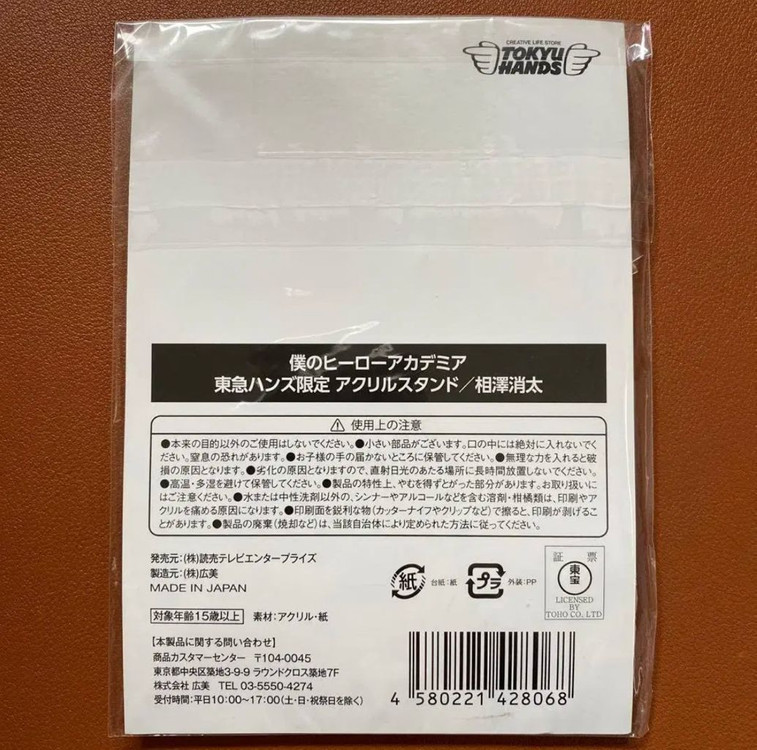 CREATIVE LIFE STORE
TOKYU
HANDS
僕のヒーローアカデミア
東急ハンズ限定 アクリルスタンド／相澤消太
⚠ 使用上の注意
●本来の目的以外のご使用はしないでください。●小さい部品がございます。口の中には絶対に入れないでく
ださい。窒息の恐れがあります。●お子様の手の届かないところに保管してください。●無理な力を入れると破
損の原因となります。●劣化の原因となりますので、直射日光のあたる場所に長時間放置しないでください。
●高温・多湿を避けて保管してください。●製品の特性上、やむを得ずとがった部分があります。お取り扱いに
はご注意ください。●水または中性洗剤以外の、シンナーやアルコールなどを含む溶剤・柑橘類は、印刷やア
クリルを痛める原因になります。●印刷面を鋭利な物（カッターナイフやクリップなど）で擦ると、印刷が剥げるこ
とがあります。●製品の廃棄（焼却など）は、当該自治体により定められた方法に従ってください。
発売元：（株）読売テレビエンタープライズ
製造元：（株）広美
MADE IN JAPAN
対象年齢15歳以上 素材：アクリル・紙
紙 台紙：紙
プラ 外装：PP
証 票
東宝
LICENSED
BY
TOHO CO. LTD
【本製品に関する問い合わせ】
商品カスタマーセンター 〒104-0045
東京都中央区築地3-9-9 ラウンドクロス築地7F
株式会社 広美 TEL 03-5550-4274
受付時間：平日10:00～17:00（土・日・祝祭日を除く）
4 580221 428068